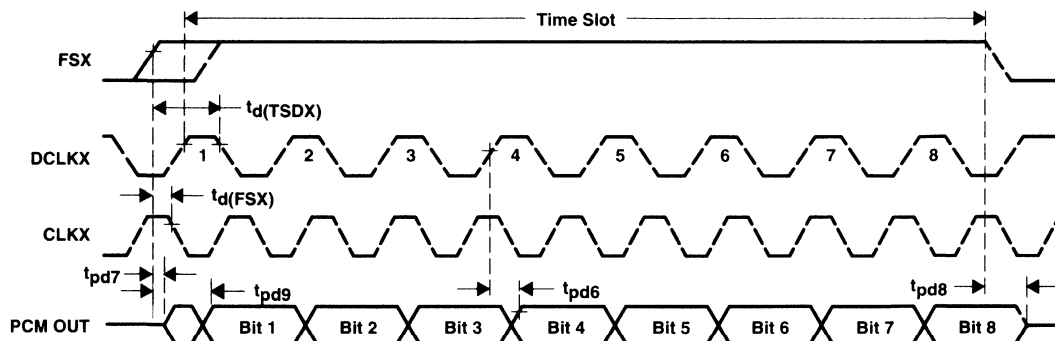 Time Slot
FSX
td(TSDX)
DCLKX
1 2 3 4 5 6 7 8
td(FSX)
CLKX
tpd7
tpd9
tpd6
tpd8
PCM OUT
Bit 1 Bit 2 Bit 3 Bit 4 Bit 5 Bit 6 Bit 7 Bit 8